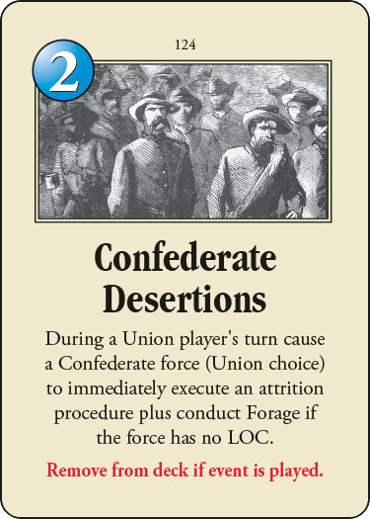 124
2
Confederate
Desertions
During a Union player's turn cause
a Confederate force (Union choice)
to immediately execute an attrition
procedure plus conduct Forage if
the force has no LOC.
Remove from deck if event is played.